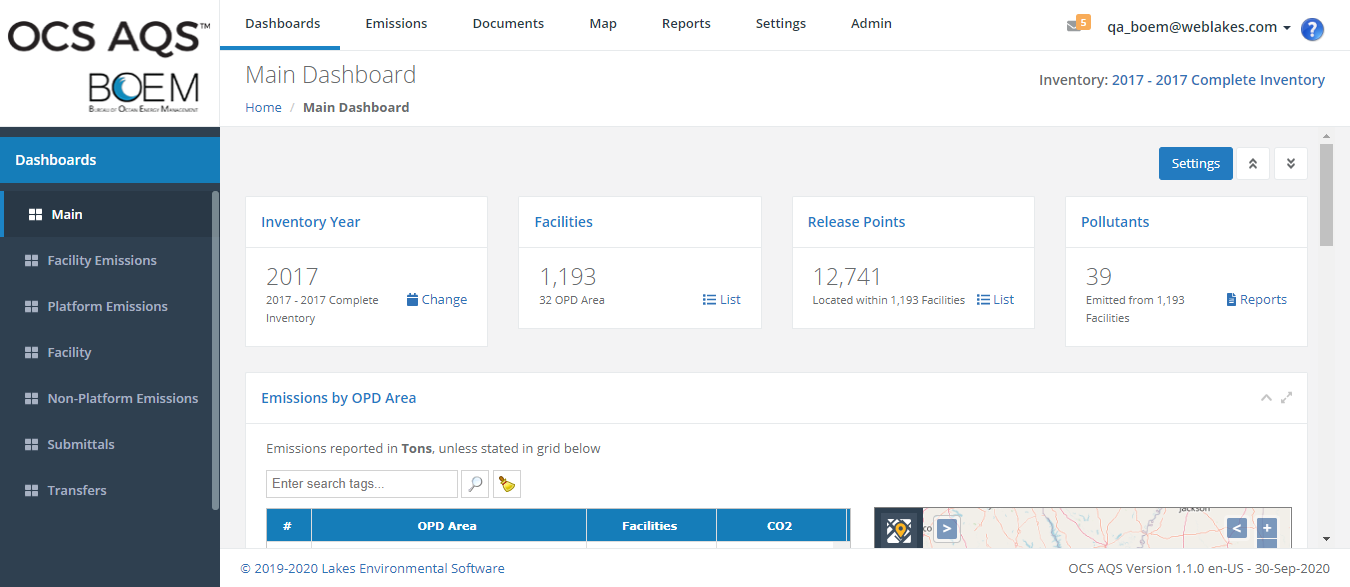 OCS AQS™
BOEM
BUREAU OF OCEAN ENERGY MANAGEMENT
Dashboards Emissions Documents Map Reports Settings Admin
5 qa_boem@weblakes.com ?
Main Dashboard
Home / Main Dashboard
Inventory: 2017 - 2017 Complete Inventory
Dashboards
Main
Facility Emissions
Platform Emissions
Facility
Non-Platform Emissions
Submittals
Transfers
Settings
Inventory Year
2017
2017 - 2017 Complete
Inventory
Change
Facilities
1,193
32 OPD Area
List
Release Points
12,741
Located within 1,193 Facilities
List
Pollutants
39
Emitted from 1,193
Facilities
Reports
Emissions by OPD Area
Emissions reported in Tons, unless stated in grid below
Enter search tags...
# OPD Area Facilities CO2
Jackson
> < +
© 2019-2020 Lakes Environmental Software
OCS AQS Version 1.1.0 en-US - 30-Sep-2020